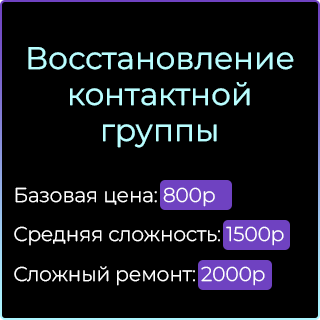 Восстановление
контактной
группы
Базовая цена: 800р
Средняя сложность: 1500р
Сложный ремонт: 2000р